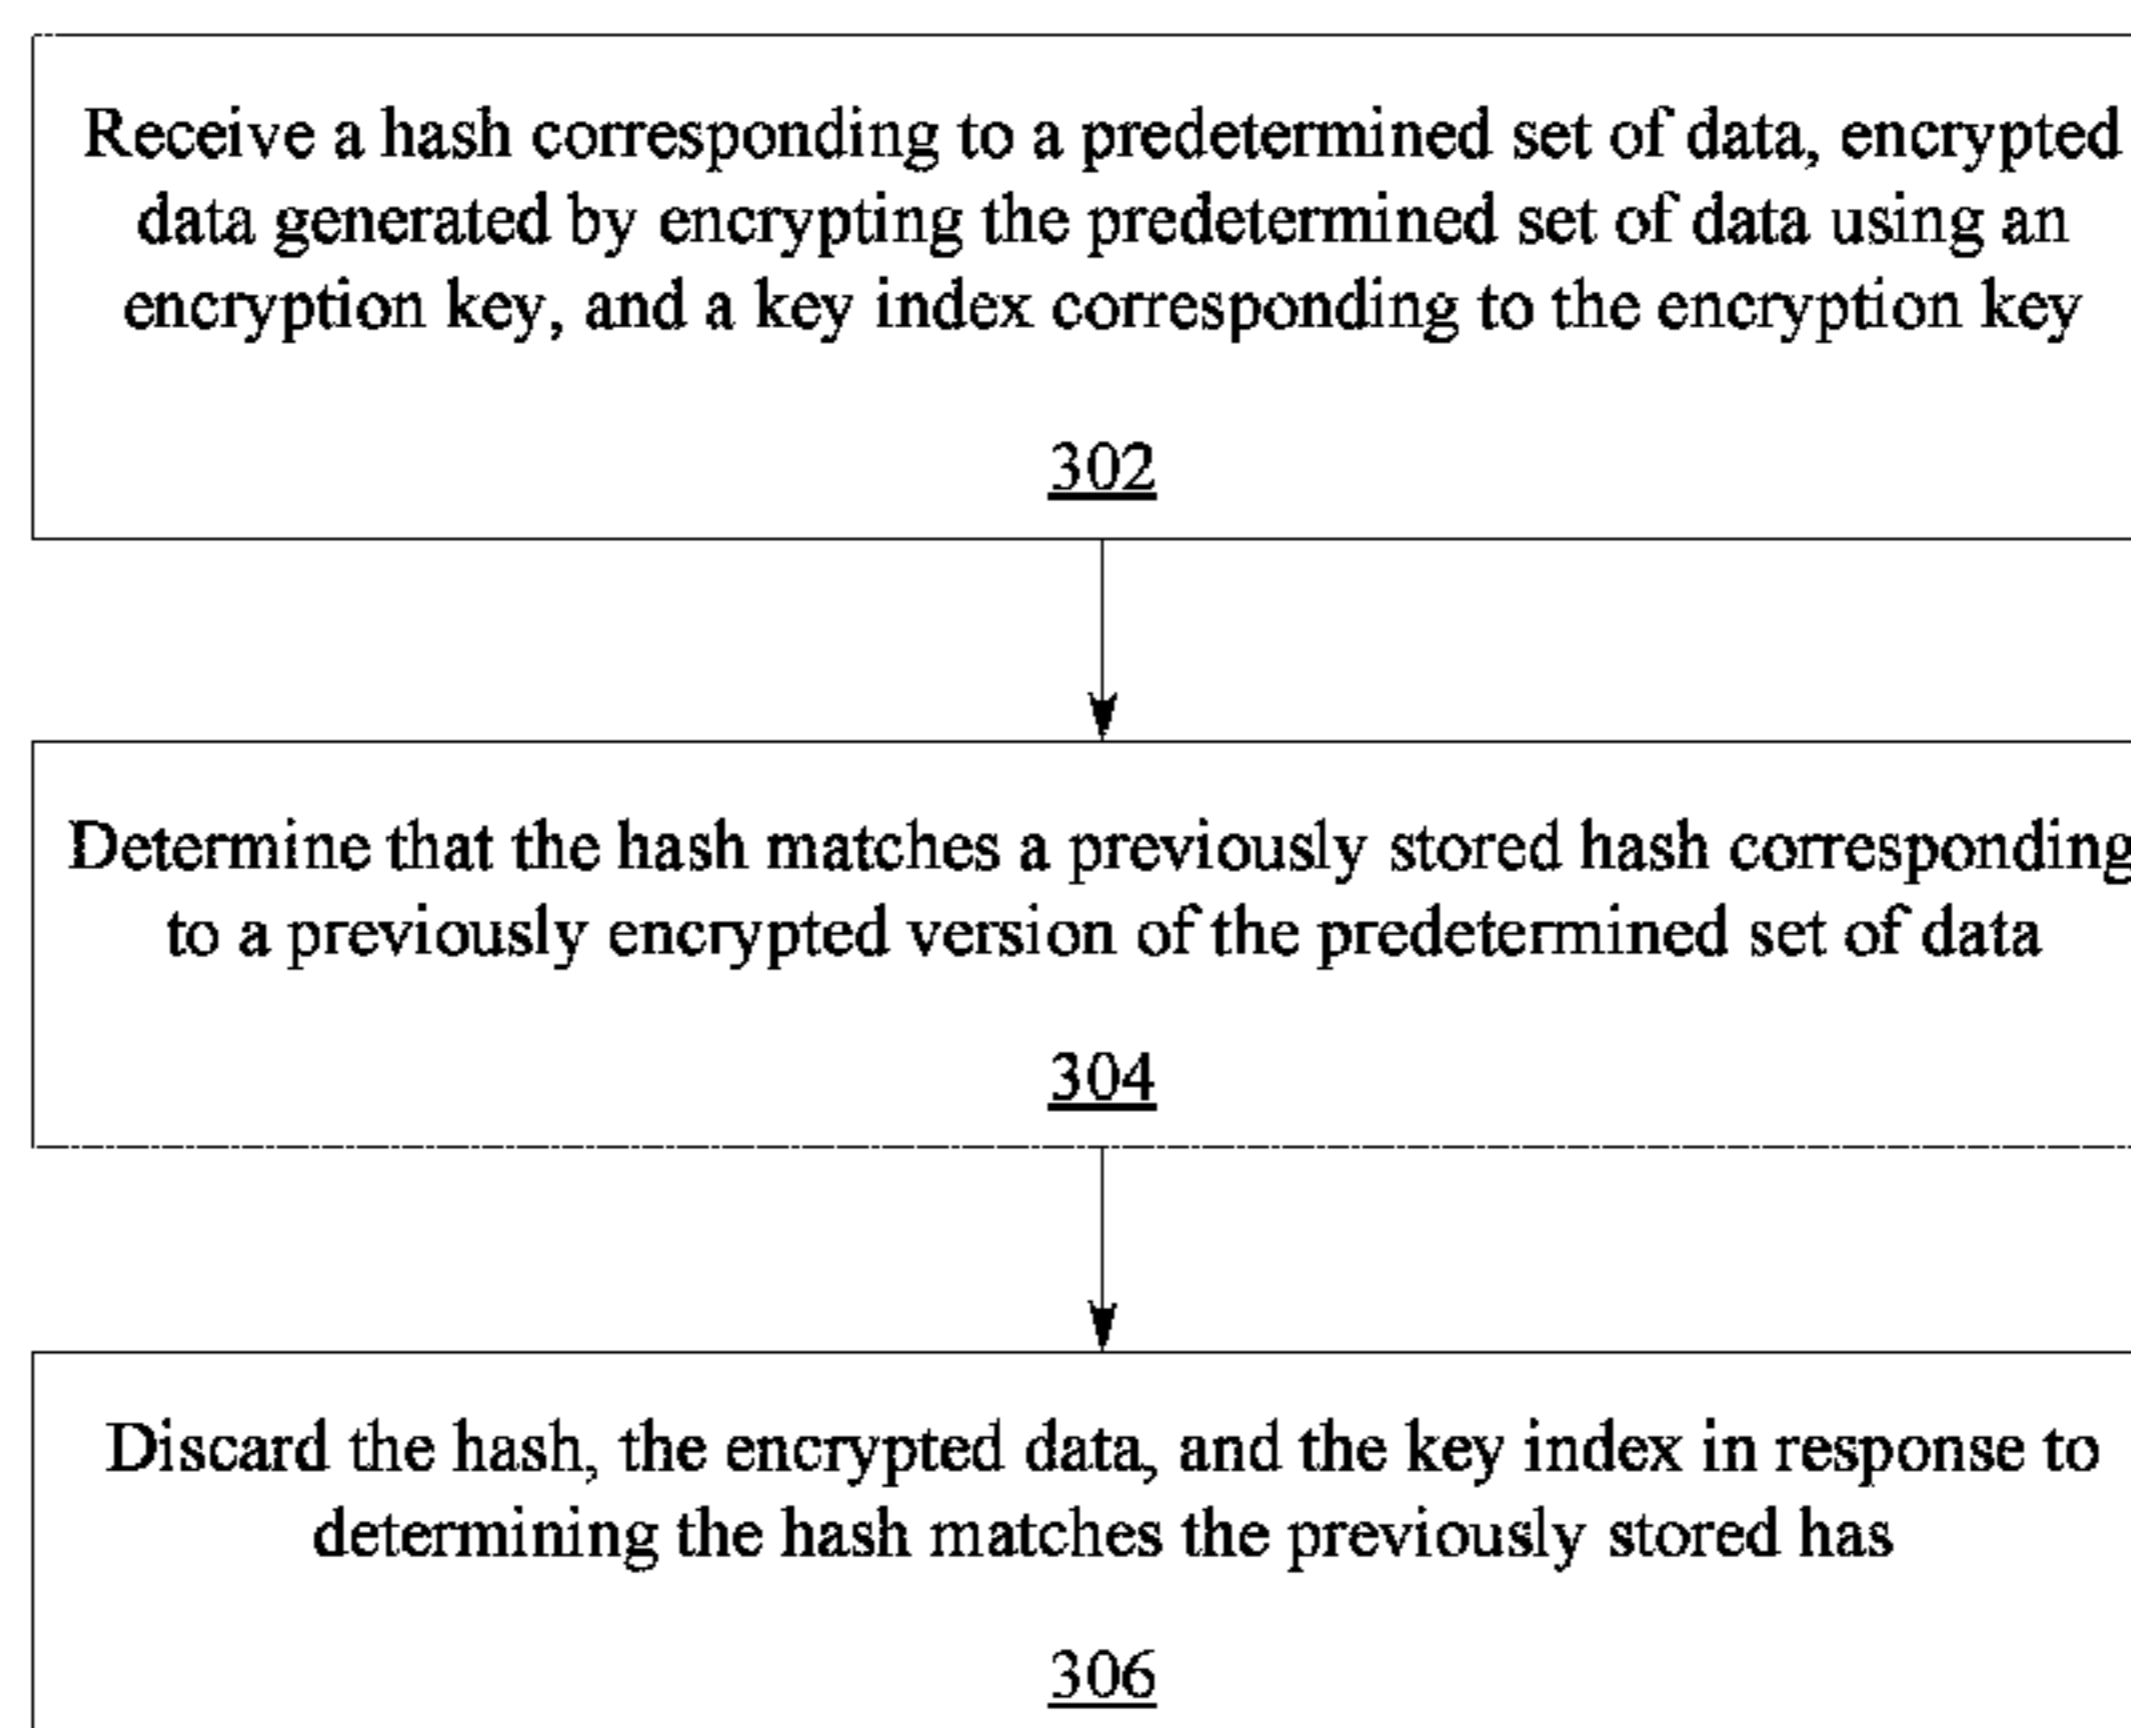 Receive a hash corresponding to a predetermined set of data, encrypted
data generated by encrypting the predetermined set of data using an
encryption key, and a key index corresponding to the encryption key
302
Determine that the hash matches a previously stored hash corresponding
to a previously encrypted version of the predetermined set of data
304
Discard the hash, the encrypted data, and the key index in response to
determining the hash matches the previously stored has
306